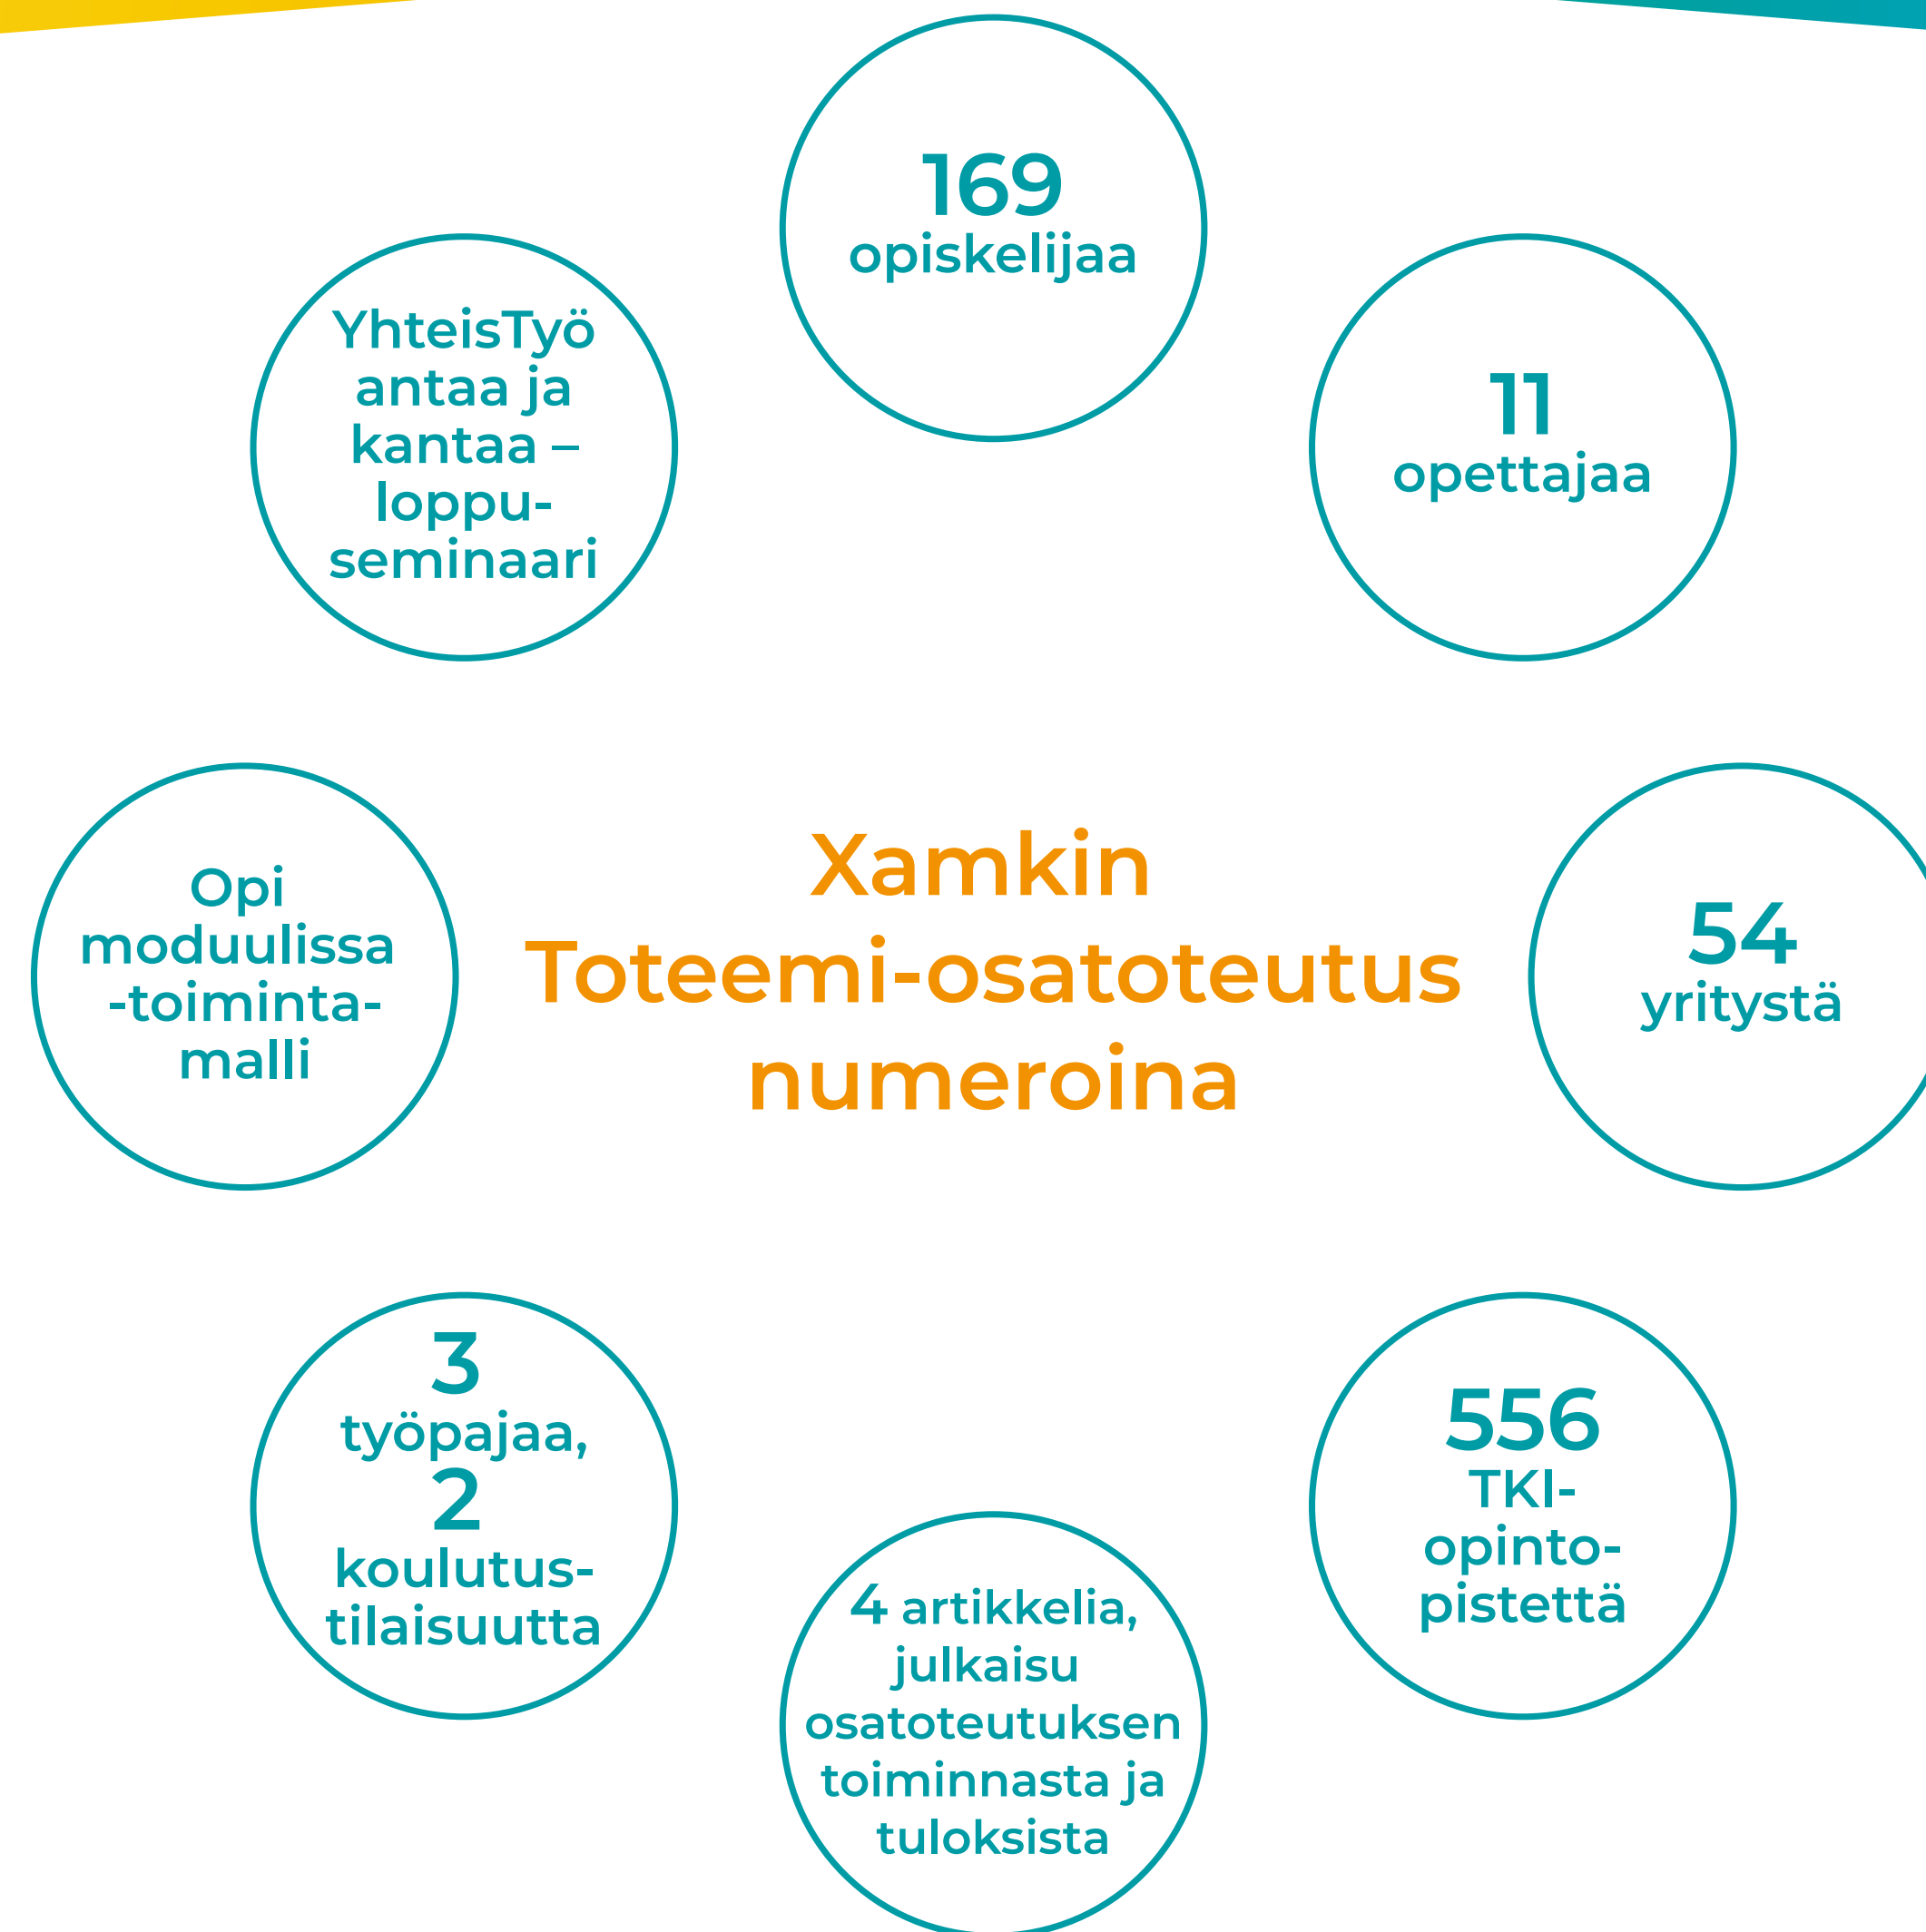 169
opiskelijaa
11
opettajaa
54
yritystä
556
TKI-
opinto-
pistettä
4 artikkelia,
julkaisu
osatoteutuksen
toiminnasta ja
tuloksista
3
työpajaa,
2
koulutus-
tilaisuutta
Opi
moduulissa
-toiminta-
malli
YhteisTyö
antaa ja
kantaa –
loppu-
seminaari
Xamkin
Toteemi-osatoteutus
numeroina